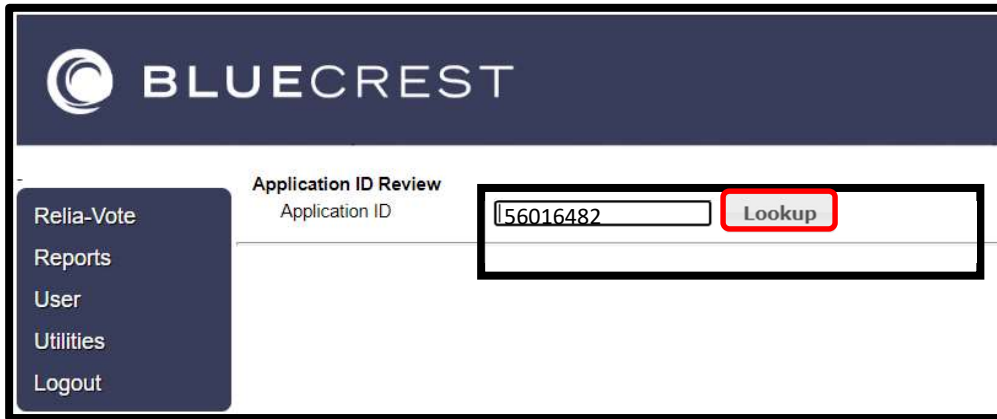 BLUECREST
-
Application ID Review
Application ID
56016482
Lookup
Relia-Vote
Reports
User
Utilities
Logout